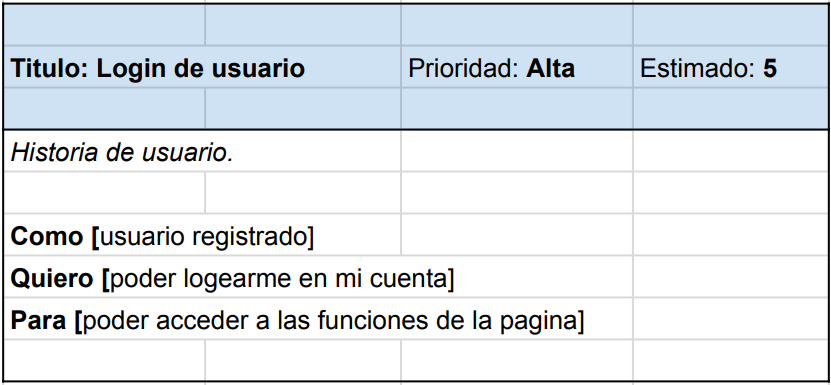 Titulo: Login de usuario Prioridad: Alta Estimado: 5
Historia de usuario.
Como [usuario registrado]
Quiero [poder logearme en mi cuenta]
Para [poder acceder a las funciones de la pagina]